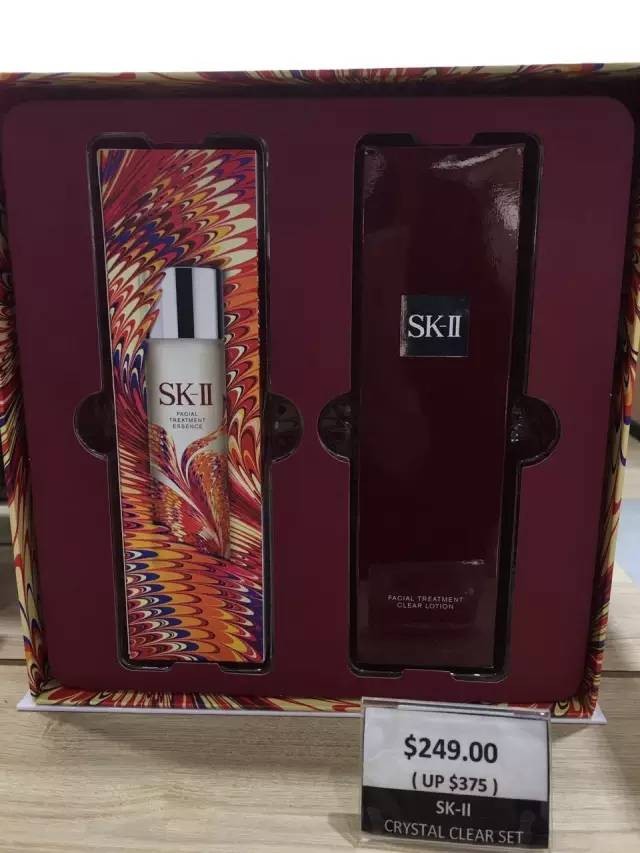 SK-II
FACIAL
TREATMENT
ESSENCE
SK-II
FACIAL TREATMENT
CLEAR LOTION
$249.00
( UP $375 )
SK-II
CRYSTAL CLEAR SET